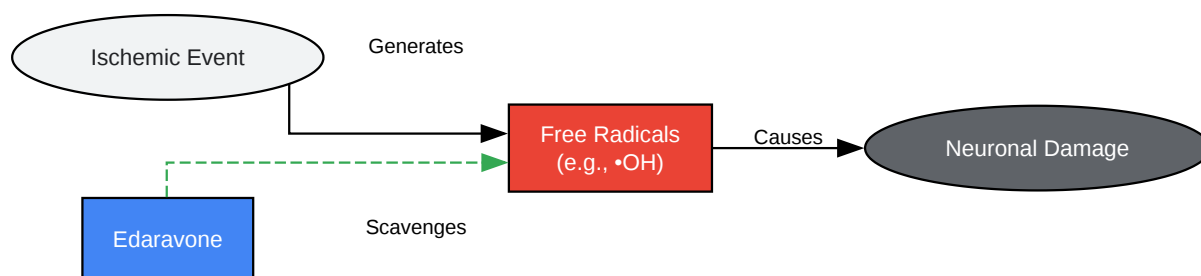 Generates
Ischemic Event
Free Radicals
(e.g., •OH)
Causes
Neuronal Damage
Scavenges
Edaravone